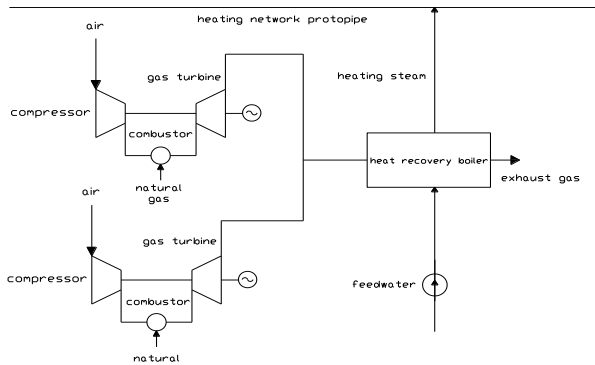 heating network protopipe
air
gas turbine
heating steam
compressor
combustor
heat recovery boiler
natural
gas
exhaust gas
air
gas turbine
compressor
feedwater
combustor
natural